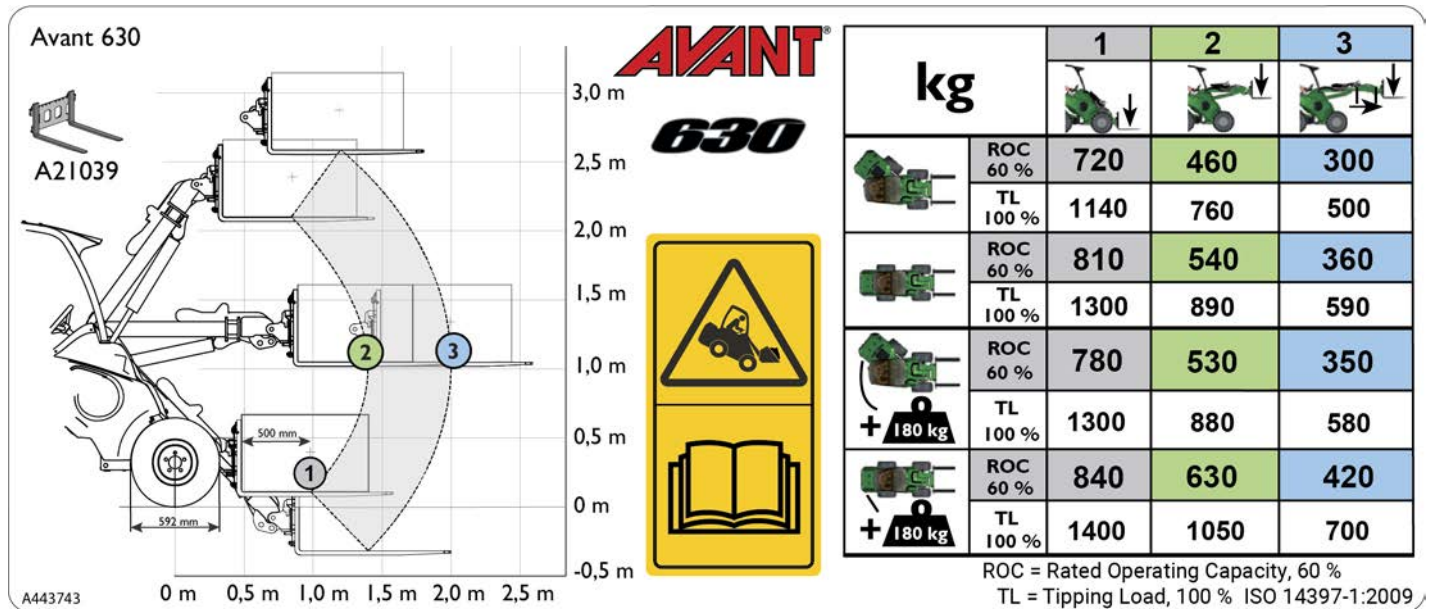 Avant 630
A21039
3,0 m
2,5 m
2,0 m
1,5 m
1,0 m
0,5 m
0 m
-0,5 m
2
3
1
500 mm
592 mm
0 m 0,5 m 1,0 m 1,5 m 2,0 m 2,5 m
A443743
AVANT®
630
kg 1 2 3
ROC 60 % 720 460 300
TL 100 % 1140 760 500
ROC 60 % 810 540 360
TL 100 % 1300 890 590
ROC 60 % 780 530 350
+ 180 kg TL 100 % 1300 880 580
ROC 60 % 840 630 420
+ 180 kg TL 100 % 1400 1050 700
ROC = Rated Operating Capacity, 60 %
TL = Tipping Load, 100 % ISO 14397-1:2009